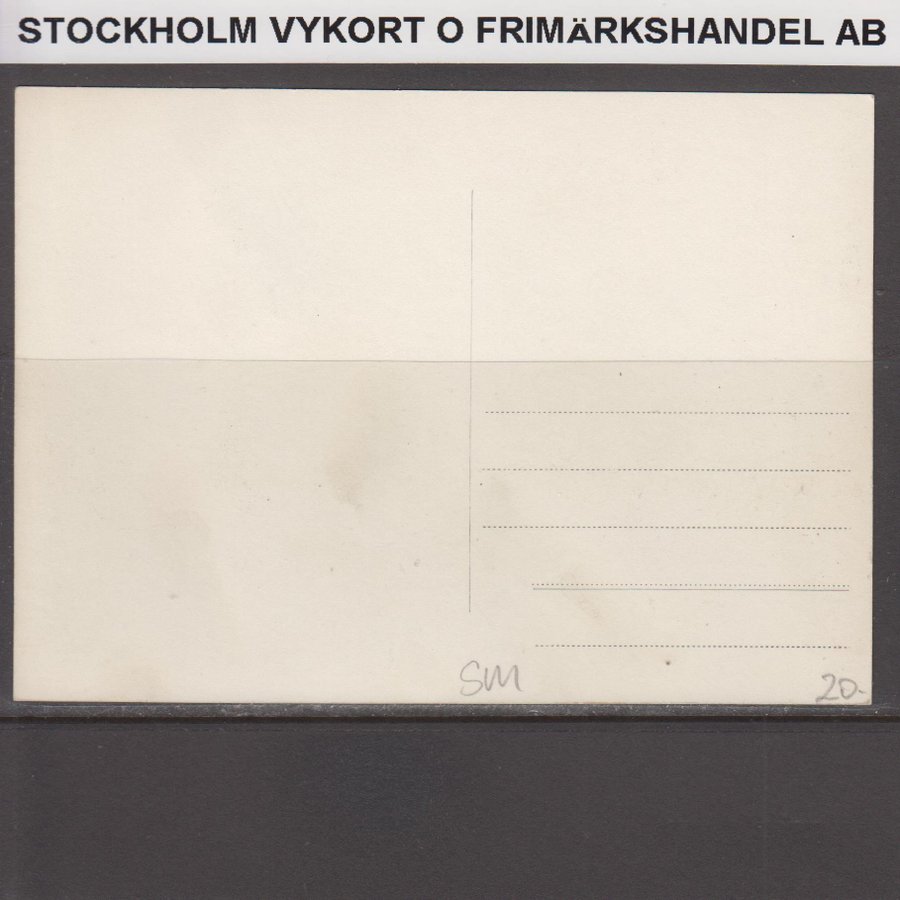 STOCKHOLM VYKORT O FRIMÄRKSHANDEL AB
SM
20:-